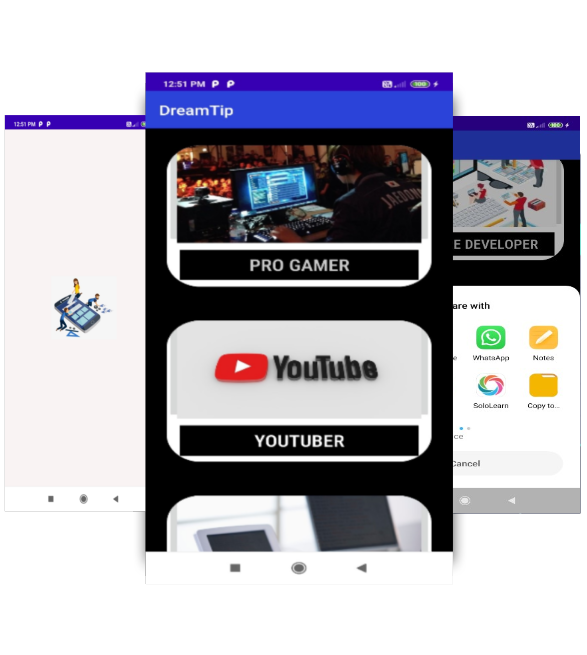 12:51 PM
12:51 PM
DreamTip
PRO GAMER
YouTube
YOUTUBER
E DEVELOPER
are with
WhatsApp
Notes
SoloLearn
Copy to...
ce
Cancel